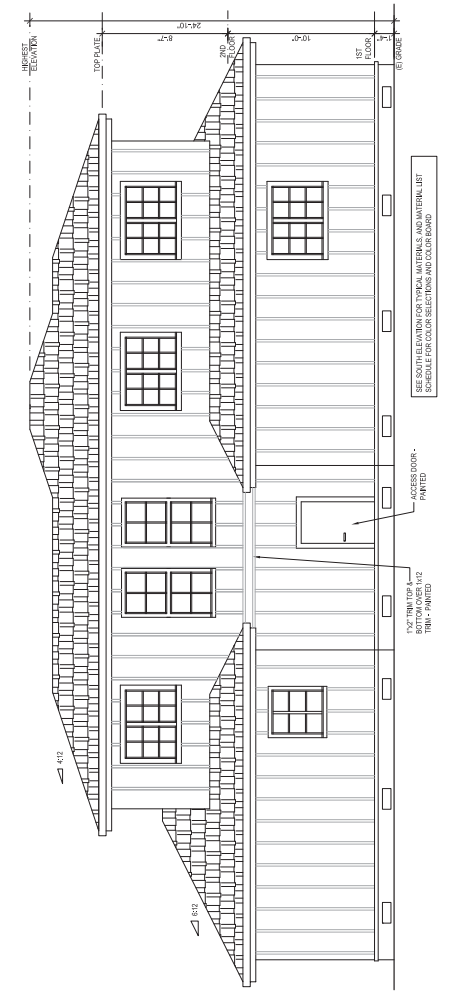 HIGHEST
ELEVATION
TOP PLATE
2ND
FLOOR
1ST
FLOOR
(E) GRADE
24'-10"
8'-7"
10'-0"
1'-4"
4:12
6:12
1"x2" TRIM TOP &
BOTTOM OVER 1x12
TRIM - PAINTED
ACCESS DOOR -
PAINTED
SEE SOUTH ELEVATION FOR TYPICAL MATERIALS, AND MATERIAL LIST
SCHEDULE FOR COLOR SELECTIONS AND COLOR BOARD